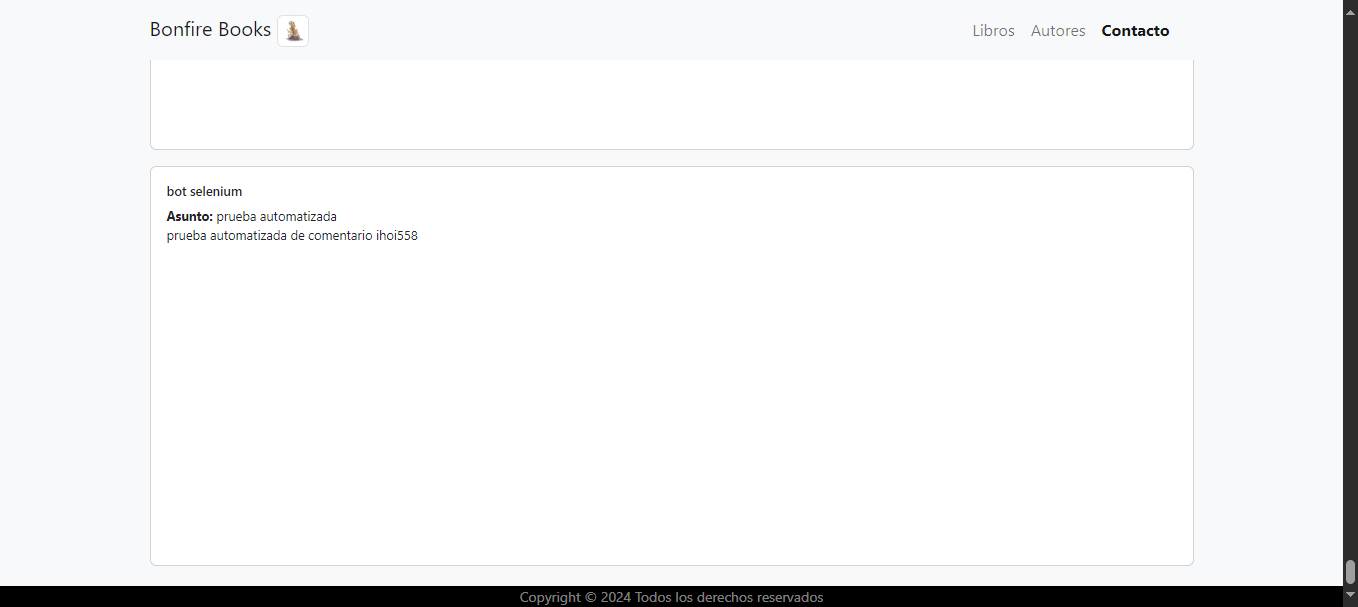 Bonfire Books
Libros Autores Contacto
bot selenium
Asunto: prueba automatizada
prueba automatizada de comentario ihoi558
Copyright © 2024 Todos los derechos reservados